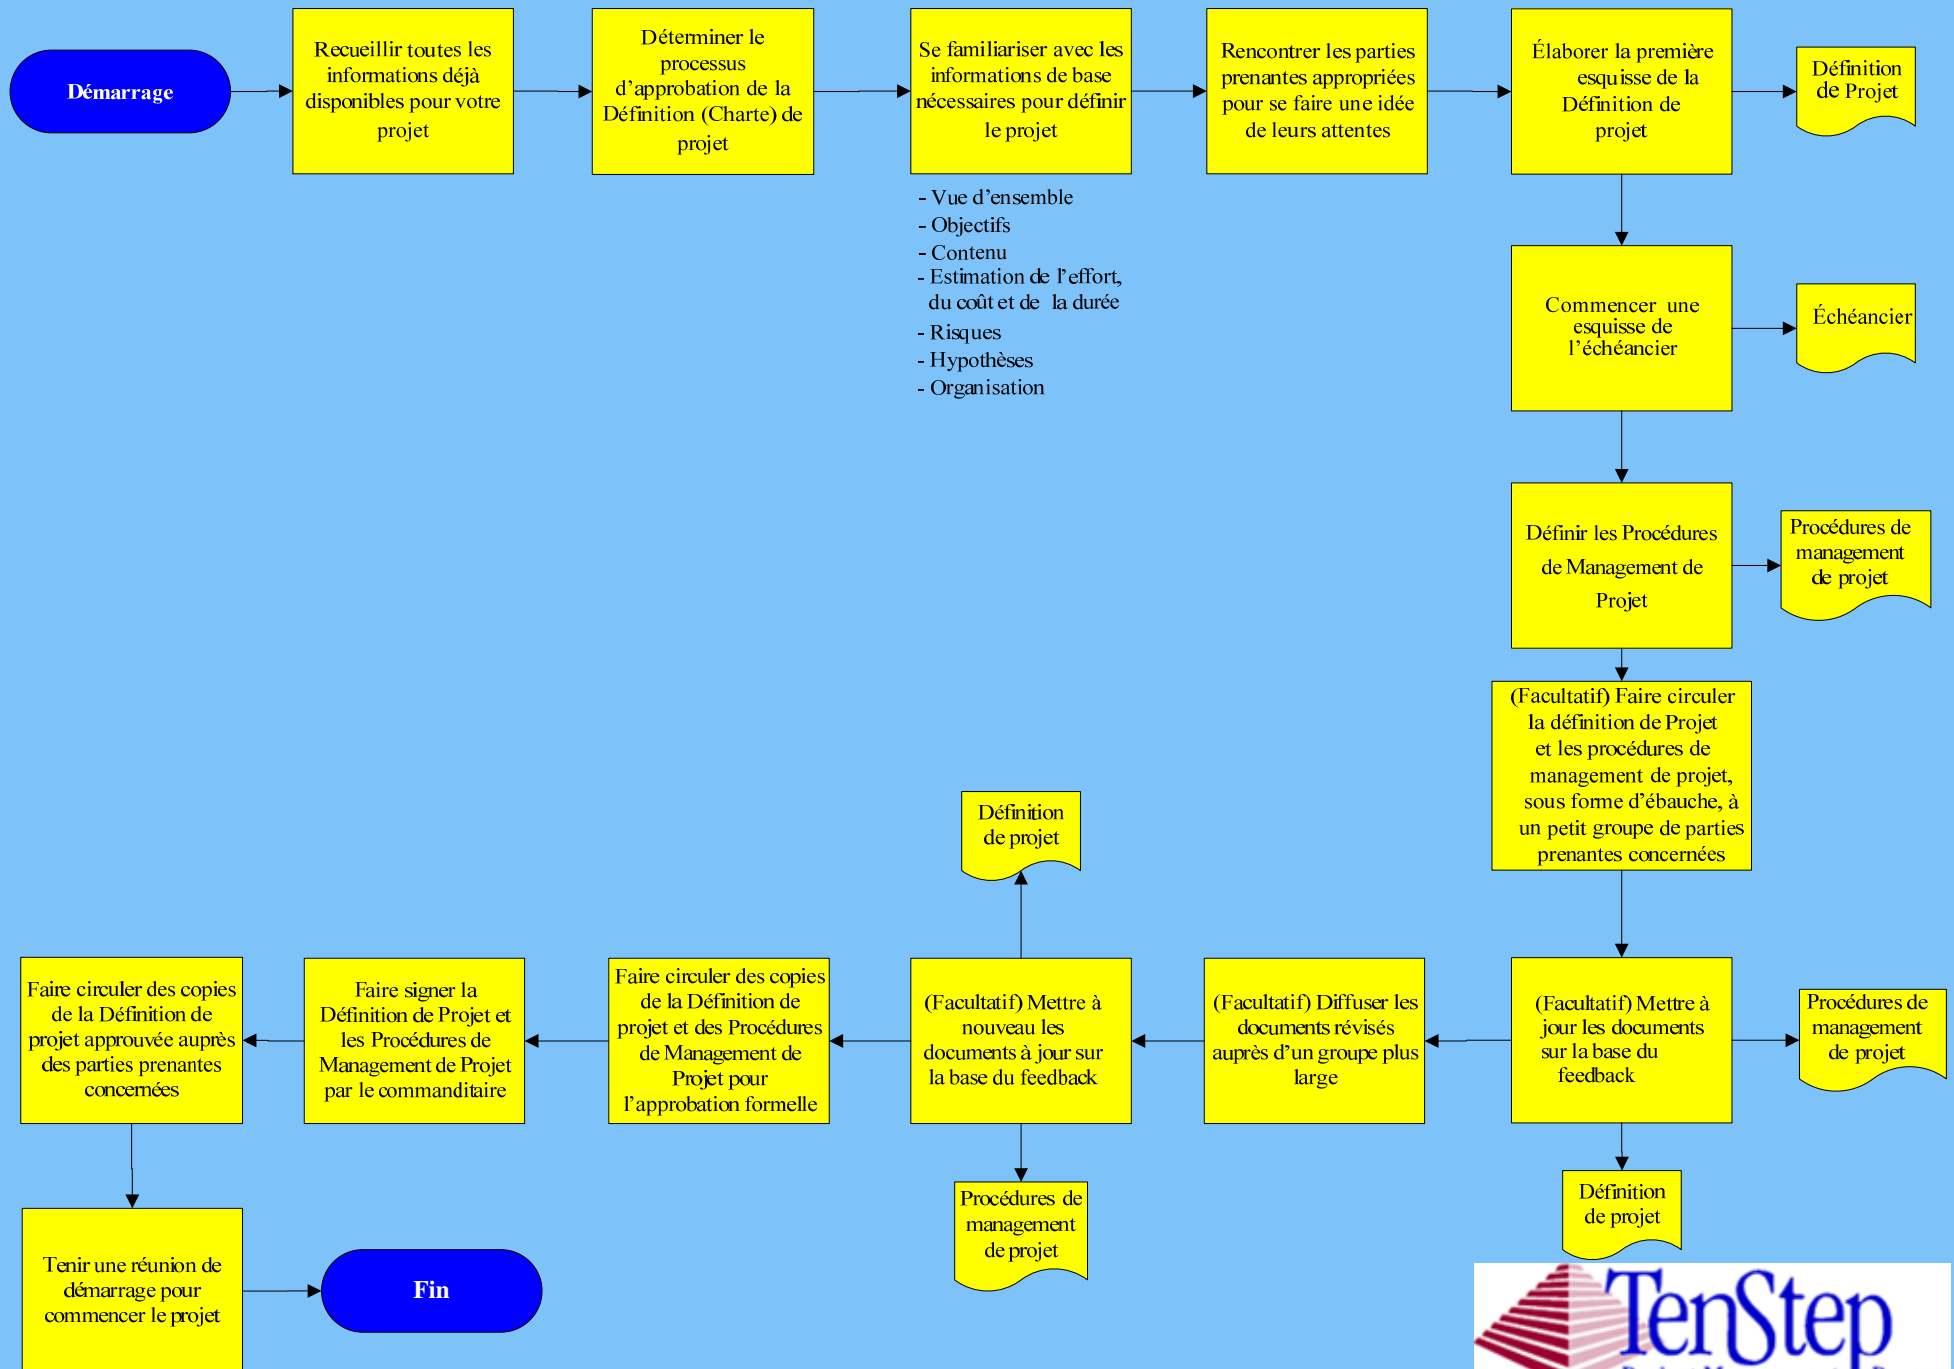 Démarrage
Recueillir toutes les
informations déjà
disponibles pour votre
projet
Déterminer le
processus
d’approbation de la
Définition (Charte) de
projet
Se familiariser avec les
informations de base
nécessaires pour définir
le projet
- Vue d’ensemble
- Objectifs
- Contenu
- Estimation de l’effort,
du coût et de la durée
- Risques
- Hypothèses
- Organisation
Rencontrer les parties
prenantes appropriées
pour se faire une idée
de leurs attentes
Élaborer la première
esquisse de la
Définition de
projet
Définition
de Projet
Commencer une
esquisse de
l’échéancier
Échéancier
Définir les Procédures
de Management de
Projet
Procédures de
management
de projet
(Facultatif) Faire circuler
la définition de Projet
et les procédures de
management de projet,
sous forme d’ébauche, à
un petit groupe de parties
prenantes concernées
(Facultatif) Mettre à
jour les documents
sur la base du
feedback
Procédures de
management
de projet
Définition
de projet
(Facultatif) Diffuser les
documents révisés
auprès d’un groupe plus
large
(Facultatif) Mettre à
nouveau les
documents à jour sur
la base du feedback
Définition
de projet
Procédures de
management
de projet
Faire circuler des copies
de la Définition de
projet et des Procédures
de Management de
Projet pour
l’approbation formelle
Faire signer la
Définition de Projet et
les Procédures de
Management de Projet
par le commanditaire
Faire circuler des copies
de la Définition de
projet approuvée auprès
des parties prenantes
concernées
Tenir une réunion de
démarrage pour
commencer le projet
Fin
TenStep